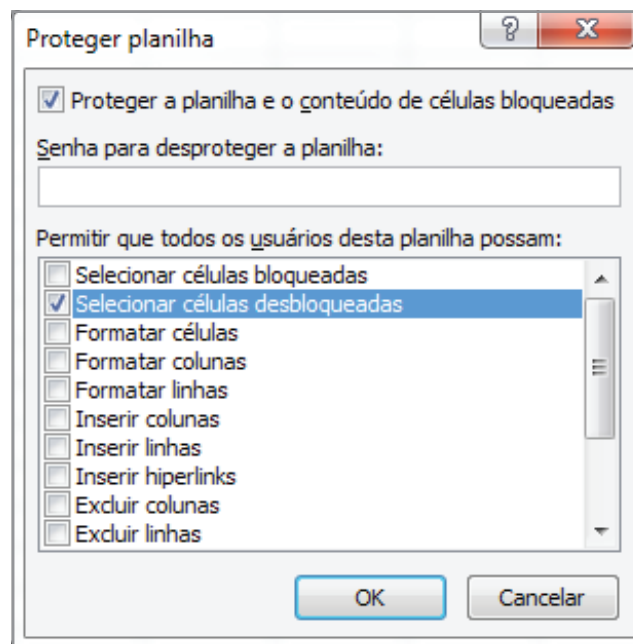 Proteger planilha
Proteger a planilha e o conteúdo de células bloqueadas
Senha para desproteger a planilha:
Permitir que todos os usuários desta planilha possam:
Selecionar células bloqueadas
Selecionar células desbloqueadas
Formatar células
Formatar colunas
Formatar linhas
Inserir colunas
Inserir linhas
Inserir hiperlinks
Excluir colunas
Excluir linhas
OK Cancelar